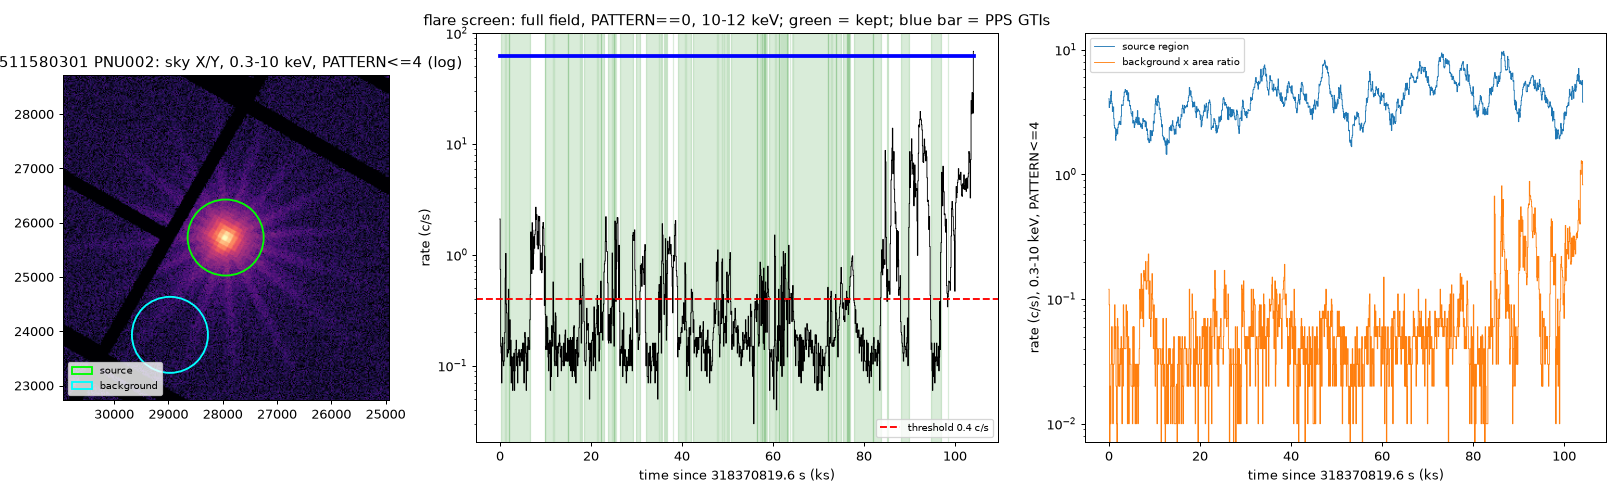 511580301 PNU002: sky X/Y, 0.3-10 keV, PATTERN<=4 (log)
28000
27000
26000
25000
24000
23000
source
background
30000 29000 28000 27000 26000 25000
flare screen: full field, PATTERN==0, 10-12 keV; green = kept; blue bar = PPS GTIs
rate (c/s)
10²
10¹
10⁰
10⁻¹
threshold 0.4 c/s
0 20 40 60 80 100
time since 318370819.6 s (ks)
rate (c/s), 0.3-10 keV, PATTERN<=4
10¹
10⁰
10⁻¹
10⁻²
source region
background x area ratio
0 20 40 60 80 100
time since 318370819.6 s (ks)